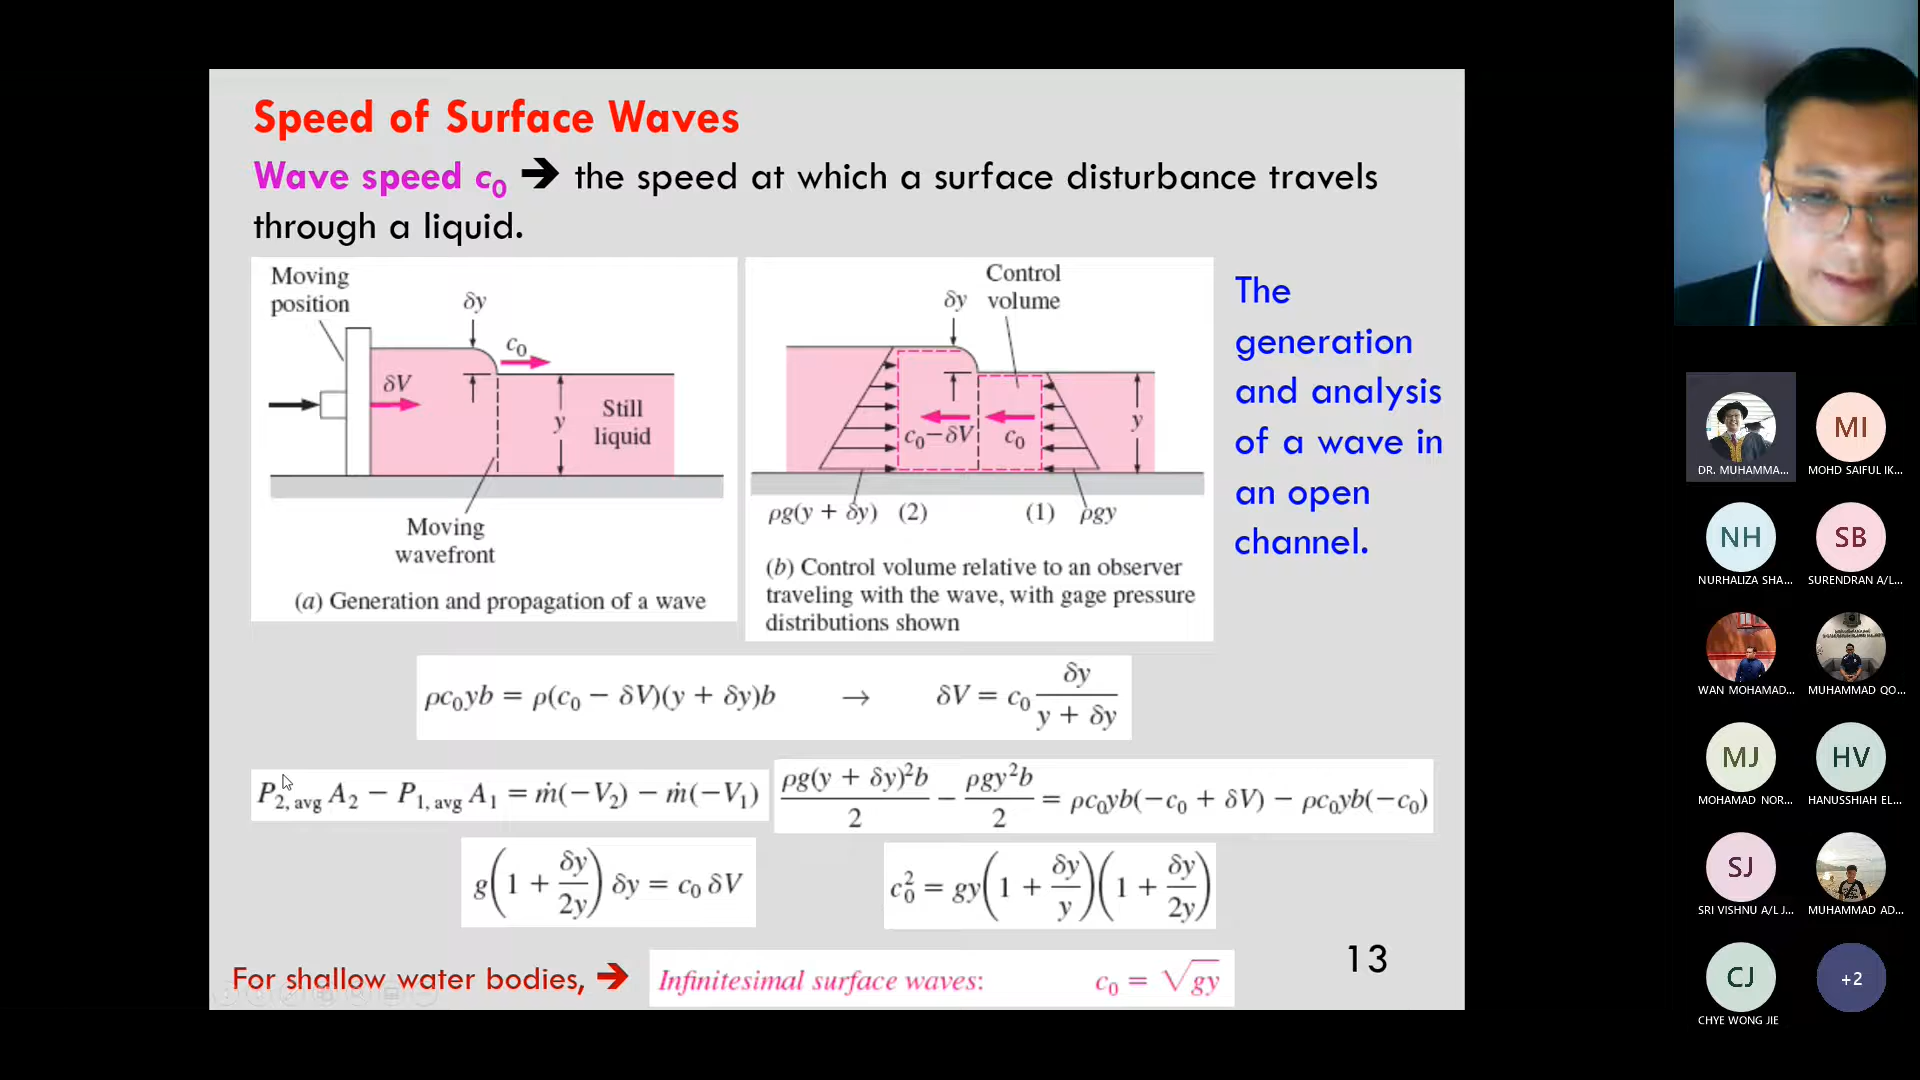 Speed of Surface Waves
Wave speed c₀ ➔ the speed at which a surface disturbance travels
through a liquid.
Moving
position
δy
c₀
δV
y
Still
liquid
Moving
wavefront
(a) Generation and propagation of a wave
Control
volume
δy
c₀−δV
c₀
y
ρg(y + δy)
(2)
(1)
ρgy
(b) Control volume relative to an observer
traveling with the wave, with gage pressure
distributions shown
The
generation
and analysis
of a wave in
an open
channel.
ρc₀yb = ρ(c₀ − δV)(y + δy)b → δV = c₀ δy/(y + δy)
P₂, avg A₂ − P₁, avg A₁ = ṁ(−V₂) − ṁ(−V₁)
ρg(y + δy)²b/2 − ρgy²b/2 = ρc₀yb(−c₀ + δV) − ρc₀yb(−c₀)
g(1 + δy/2y) δy = c₀ δV
c₀² = gy(1 + δy/y)(1 + δy/2y)
For shallow water bodies, ➔
Infinitesimal surface waves: c₀ = √gy
13
DR. MUHAMMA...
MI
MOHD SAIFUL IK...
NH
NURHALIZA SHA...
SB
SURENDRAN A/L...
WAN MOHAMAD...
MUHAMMAD QO...
MJ
MOHAMAD NOR...
HV
HANUSSHIAH EL...
SJ
SRI VISHNU A/L J...
MUHAMMAD AD...
CJ
CHYE WONG JIE
+2